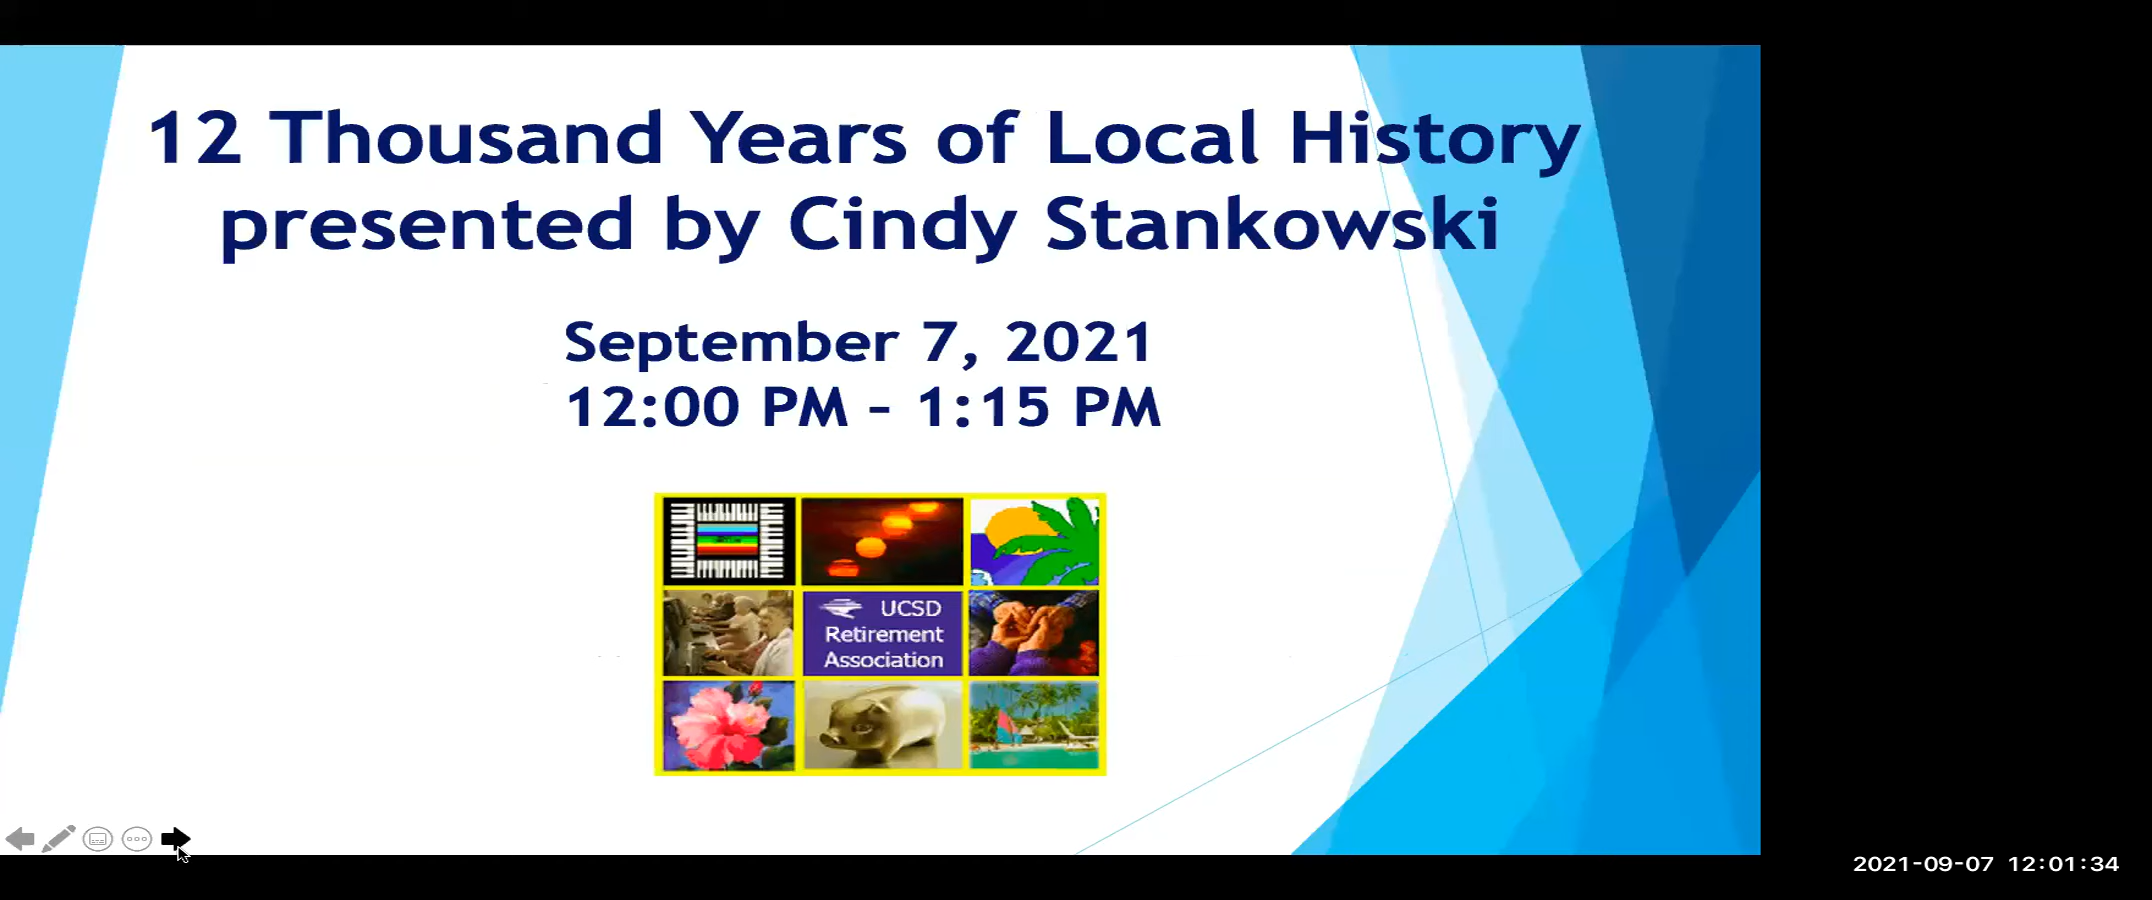 12 Thousand Years of Local History
presented by Cindy Stankowski
September 7, 2021
12:00 PM - 1:15 PM
UCSD
Retirement
Association
2021-09-07 12:01:34